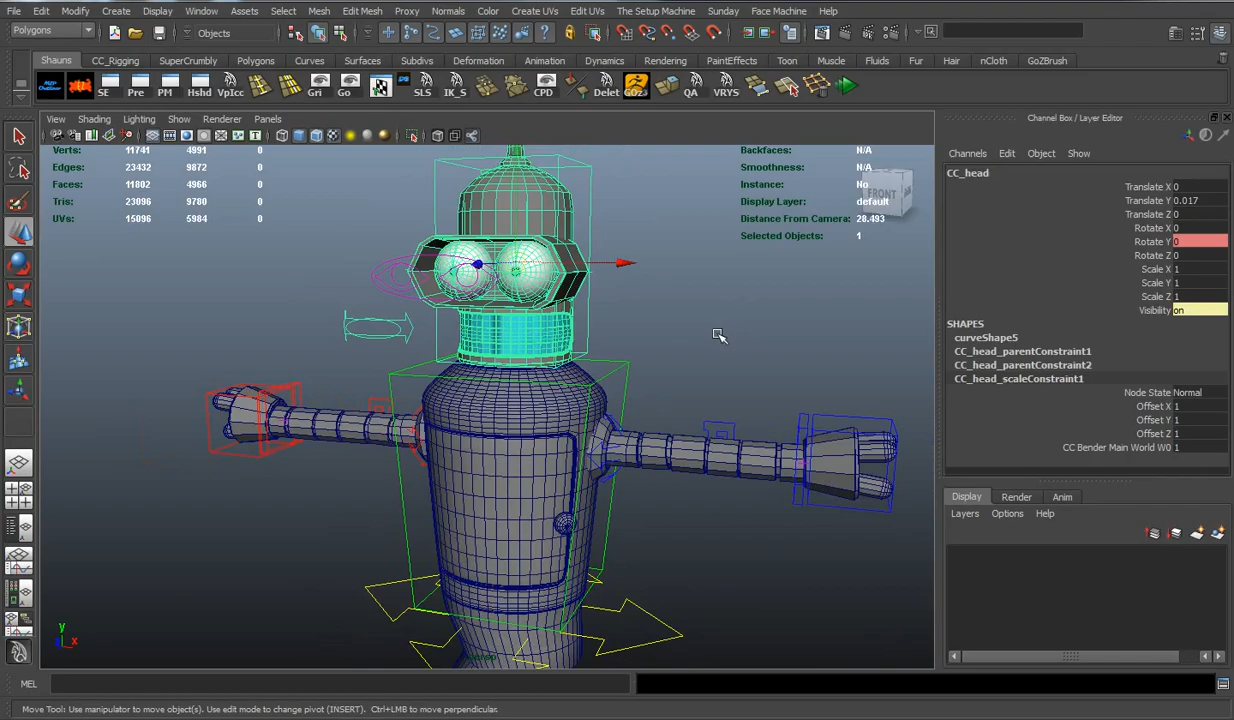 File Edit Modify Create Display Window Assets Select Mesh Edit Mesh Proxy Normals Color Create UVs Edit UVs The Setup Machine Sunday Face Machine Help
Polygons
Objects
Shauns CC_Rigging SuperCrumbly Polygons Curves Surfaces Subdivs Deformation Animation Dynamics Rendering PaintEffects Toon Muscle Fluids Fur Hair nCloth GoZBrush
SE Pre PM Hshd VpIcc Gri Go SLS IK_S CPD Delet GOZ3 QA VRYS
View Shading Lighting Show Renderer Panels
Channel Box / Layer Editor
Channels Edit Object Show
Verts: 11741 4991 0
Edges: 23432 9872 0
Faces: 11802 4966 0
Tris: 23096 9780 0
UVs: 15096 5984 0
Backfaces: N/A
Smoothness: N/A
Instance: No
Display Layer: default
Distance From Camera: 28.493
Selected Objects: 1
FRONT
CC_head
Translate X 0
Translate Y 0.017
Translate Z 0
Rotate X 0
Rotate Y 0
Rotate Z 0
Scale X 1
Scale Y 1
Scale Z 1
Visibility on
SHAPES
curveShape5
CC_head_parentConstraint1
CC_head_parentConstraint2
CC_head_scaleConstraint1
Node State Normal
Offset X 1
Offset Y 1
Offset Z 1
CC Bender Main World W0 1
Display Render Anim
Layers Options Help
y
x
MEL
Move Tool: Use manipulator to move object(s). Use edit mode to change pivot (INSERT). Ctrl+LMB to move perpendicular.